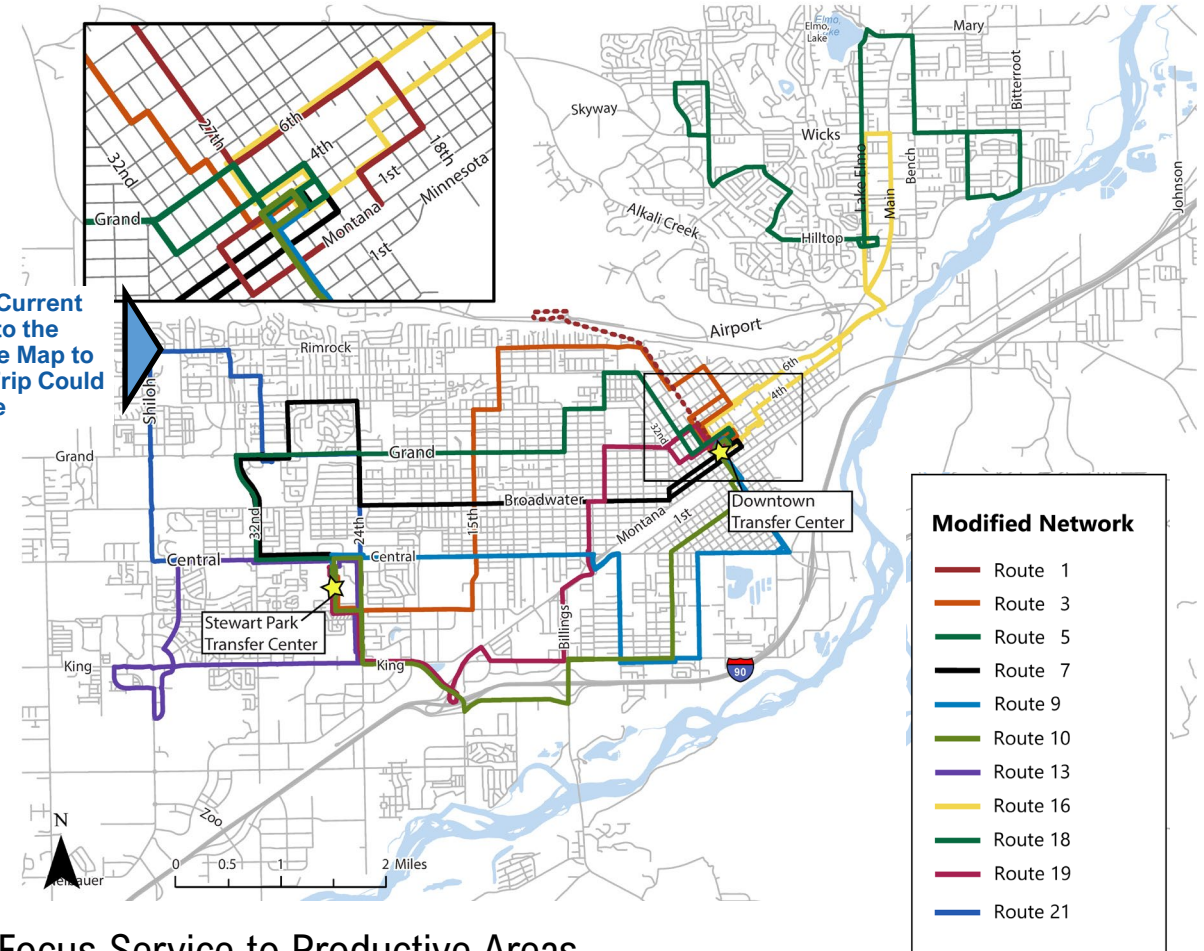 27th
6th
4th
32nd
18th
1st
Minnesota
Grand
Montana
1st
Elmo,
Lake
Elmo,
Lake
Mary
Bitterroot
Skyway
Wicks
Lake Elmo
Bench
Main
Johnson
Alkali Creek
Hilltop
Current
to the
e Map to
Trip Could
e
Airport
Rimrock
Shiloh
6th
4th
32nd
Grand
Grand
Broadwater
Downtown
Transfer Center
Montana
1st
32nd
24th
15th
Central
Central
Stewart Park
Transfer Center
Billings
King
King
90
Zoo
N
0 0.5 1 2 Miles
Modified Network
Route 1
Route 3
Route 5
Route 7
Route 9
Route 10
Route 13
Route 16
Route 18
Route 19
Route 21
Focus Service to Productive Areas